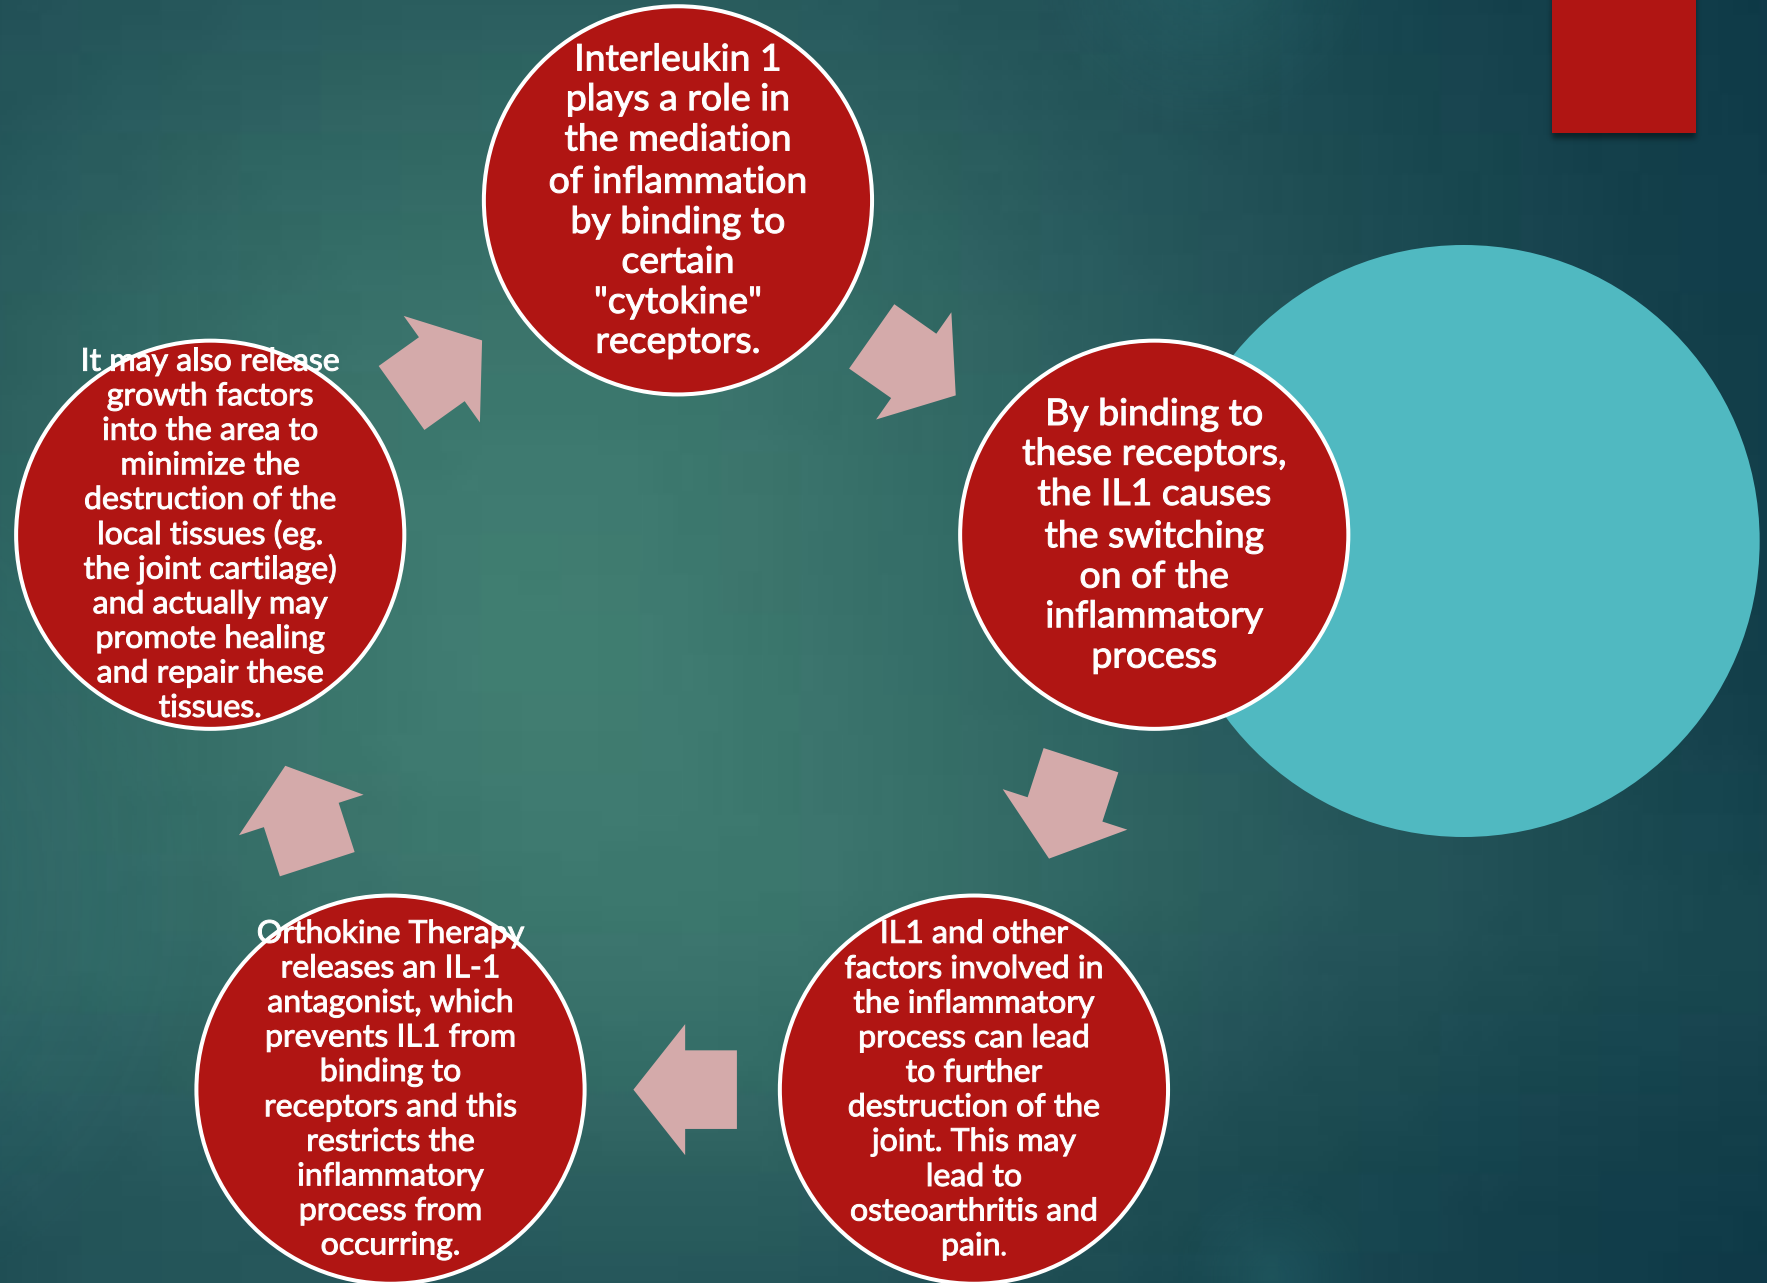 Interleukin 1
plays a role in
the mediation
of inflammation
by binding to
certain
"cytokine"
receptors.
By binding to
these receptors,
the IL1 causes
the switching
on of the
inflammatory
process
IL1 and other
factors involved in
the inflammatory
process can lead
to further
destruction of the
joint. This may
lead to
osteoarthritis and
pain.
Orthokine Therapy
releases an IL-1
antagonist, which
prevents IL1 from
binding to
receptors and this
restricts the
inflammatory
process from
occurring.
It may also release
growth factors
into the area to
minimize the
destruction of the
local tissues (eg.
the joint cartilage)
and actually may
promote healing
and repair these
tissues.